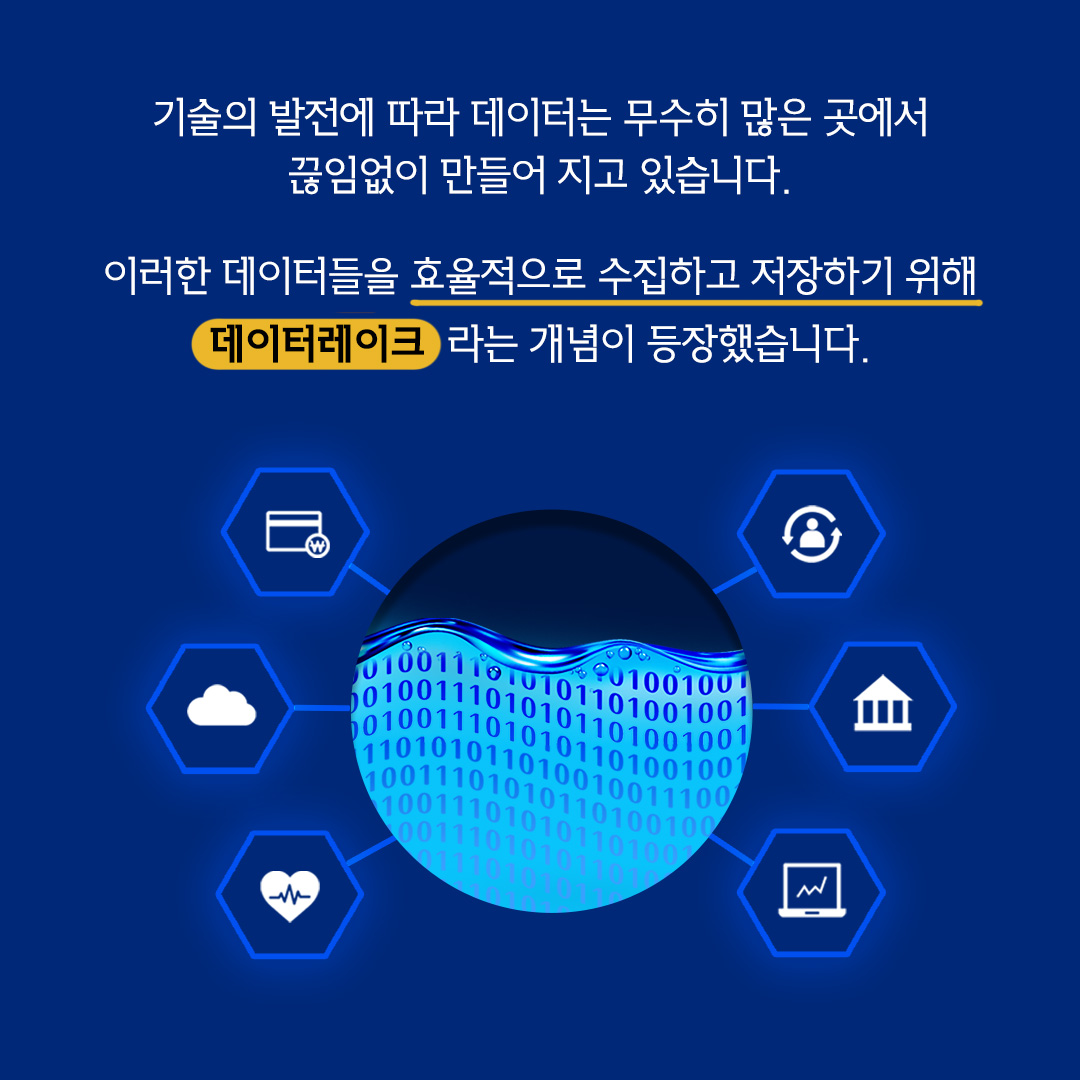 기술의 발전에 따라 데이터는 무수히 많은 곳에서
끊임없이 만들어 지고 있습니다.
이러한 데이터들을 효율적으로 수집하고 저장하기 위해
데이터레이크 라는 개념이 등장했습니다.
₩